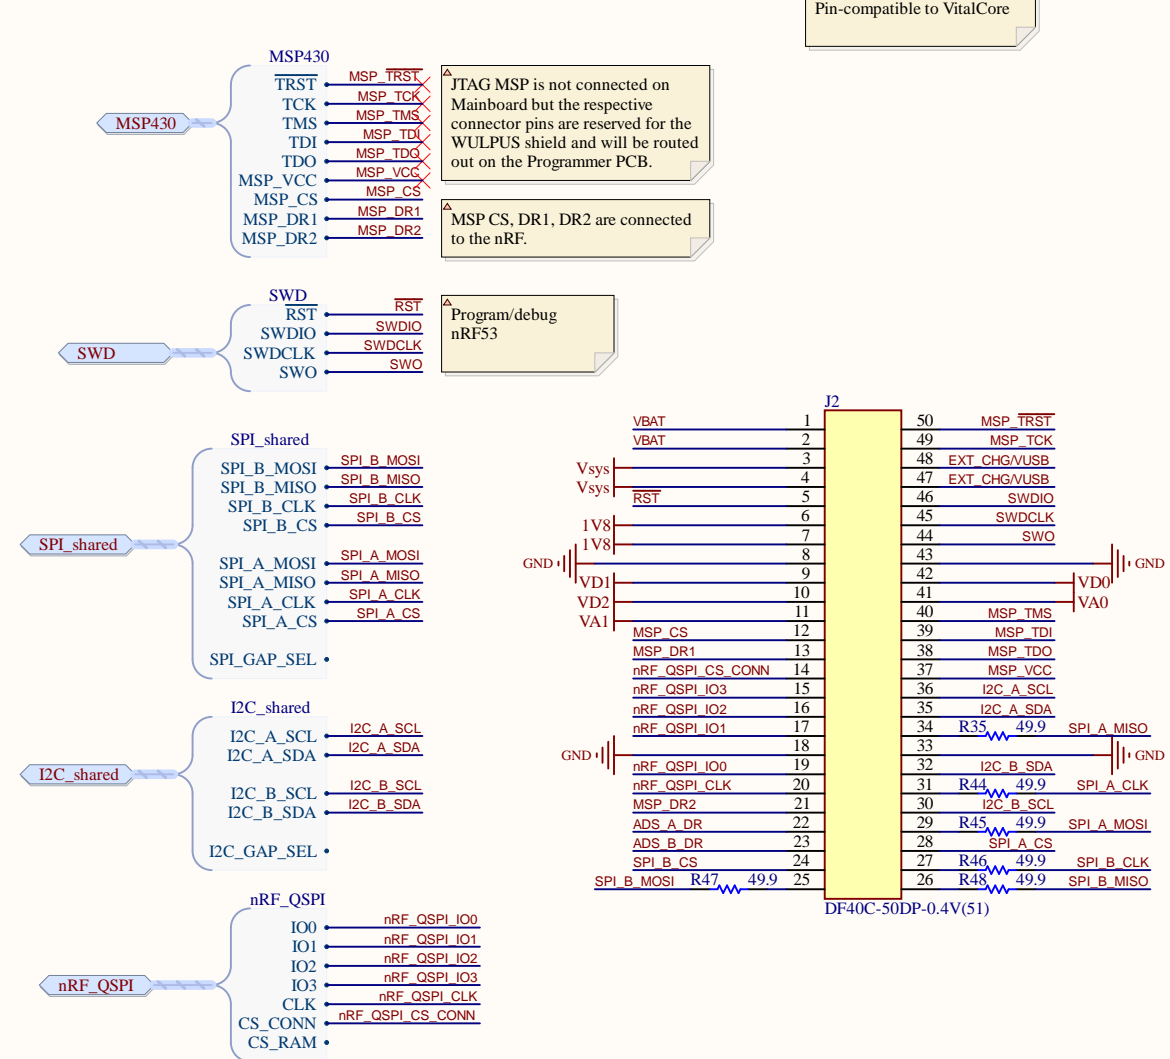 Pin-compatible to VitalCore
MSP430
MSP430
TRST MSP_TRST
TCK MSP_TCK
TMS MSP_TMS
TDI MSP_TDI
TDO MSP_TDO
MSP_VCC MSP_VCC
MSP_CS MSP_CS
MSP_DR1 MSP_DR1
MSP_DR2 MSP_DR2
JTAG MSP is not connected on
Mainboard but the respective
connector pins are reserved for the
WULPUS shield and will be routed
out on the Programmer PCB.
MSP CS, DR1, DR2 are connected
to the nRF.
SWD
SWD
RST RST
SWDIO SWDIO
SWDCLK SWDCLK
SWO SWO
Program/debug
nRF53
SPI_shared
SPI_shared
SPI_B_MOSI SPI_B_MOSI
SPI_B_MISO SPI_B_MISO
SPI_B_CLK SPI_B_CLK
SPI_B_CS SPI_B_CS
SPI_A_MOSI SPI_A_MOSI
SPI_A_MISO SPI_A_MISO
SPI_A_CLK SPI_A_CLK
SPI_A_CS SPI_A_CS
SPI_GAP_SEL
I2C_shared
I2C_shared
I2C_A_SCL I2C_A_SCL
I2C_A_SDA I2C_A_SDA
I2C_B_SCL I2C_B_SCL
I2C_B_SDA I2C_B_SDA
I2C_GAP_SEL
nRF_QSPI
nRF_QSPI
IO0 nRF_QSPI_IO0
IO1 nRF_QSPI_IO1
IO2 nRF_QSPI_IO2
IO3 nRF_QSPI_IO3
CLK nRF_QSPI_CLK
CS_CONN nRF_QSPI_CS_CONN
CS_RAM
J2
VBAT 1 50 MSP_TRST
VBAT 2 49 MSP_TCK
Vsys 3 48 EXT_CHG/VUSB
Vsys 4 47 EXT_CHG/VUSB
RST 5 46 SWDIO
1V8 6 45 SWDCLK
1V8 7 44 SWO
GND 8 43 GND
VD1 9 42 VD0
VD2 10 41 VA0
VA1 11 40 MSP_TMS
MSP_CS 12 39 MSP_TDI
MSP_DR1 13 38 MSP_TDO
nRF_QSPI_CS_CONN 14 37 MSP_VCC
nRF_QSPI_IO3 15 36 I2C_A_SCL
nRF_QSPI_IO2 16 35 I2C_A_SDA
nRF_QSPI_IO1 17 34 R35 49.9 SPI_A_MISO
GND 18 33 GND
nRF_QSPI_IO0 19 32 I2C_B_SDA
nRF_QSPI_CLK 20 31 R44 49.9 SPI_A_CLK
MSP_DR2 21 30 I2C_B_SCL
ADS_A_DR 22 29 R45 49.9 SPI_A_MOSI
ADS_B_DR 23 28 SPI_A_CS
SPI_B_CS 24 27 R46 49.9 SPI_B_CLK
SPI_B_MOSI R47 49.9 25 26 R48 49.9 SPI_B_MISO
DF40C-50DP-0.4V(51)